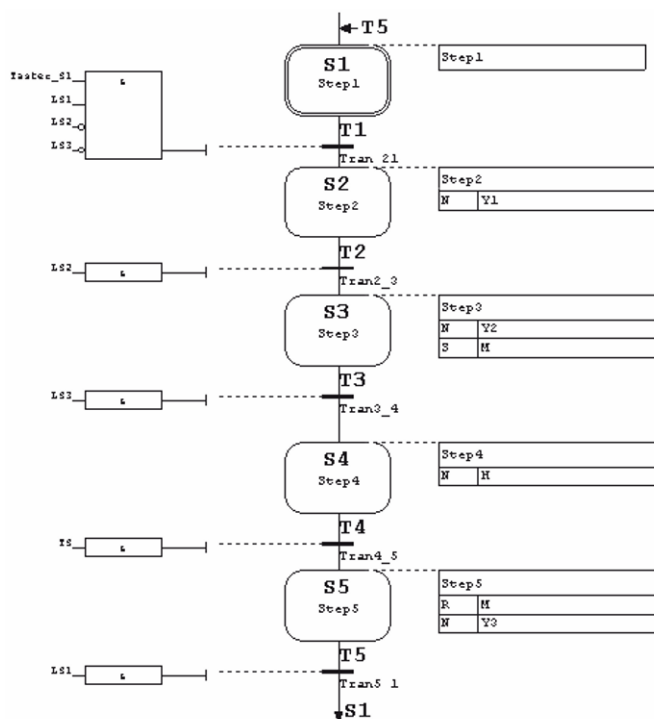 T5
S1
Step1
Step1
Taster_S1
&
LS1
LS2
LS3
T1
Tran_21
S2
Step2
Step2
N Y1
LS2
&
T2
Tran2_3
S3
Step3
Step3
N Y2
S M
LS3
&
T3
Tran3_4
S4
Step4
Step4
N H
TS
&
T4
Tran4_5
S5
Step5
Step5
R M
N Y3
LS1
&
T5
Tran5_1
S1